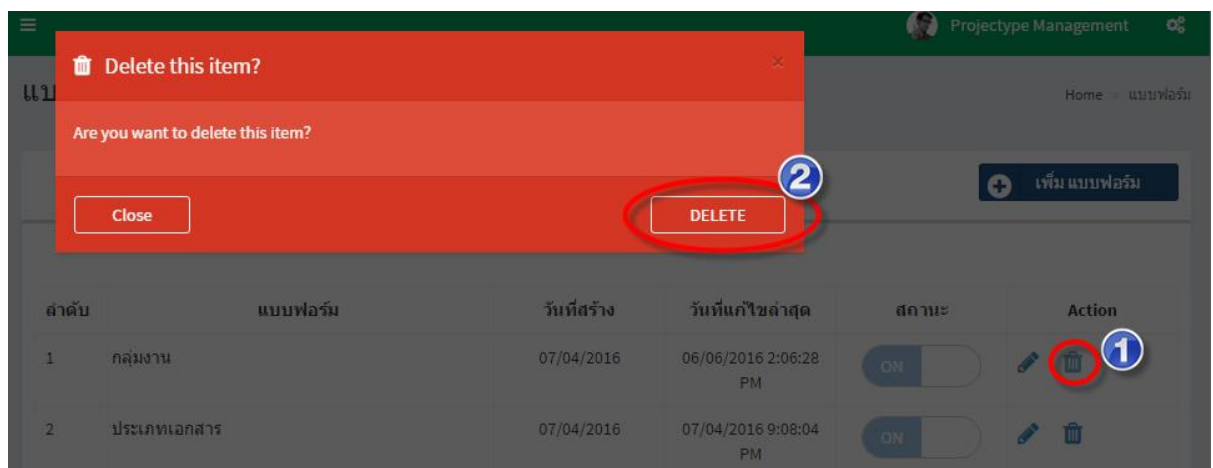 Projectype Management
Delete this item?
×
แบบ
Home > แบบฟอร์ม
Are you want to delete this item?
2
เพิ่ม แบบฟอร์ม
Close
DELETE
ลำดับ แบบฟอร์ม วันที่สร้าง วันที่แก้ไขล่าสุด สถานะ Action
1 กลุ่มงาน 07/04/2016 06/06/2016 2:06:28 ON 1
PM
2 ประเภทเอกสาร 07/04/2016 07/04/2016 9:08:04 ON
PM